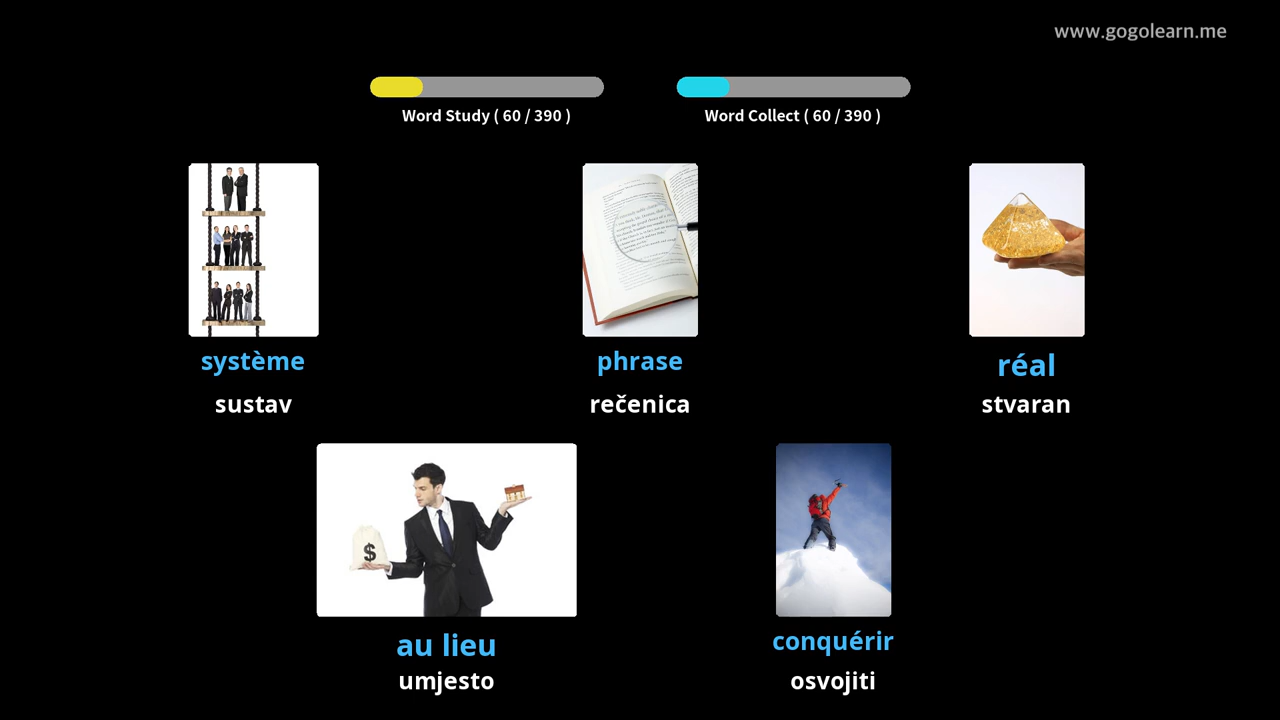 www.gogolearn.me
Word Study ( 60 / 390 )
Word Collect ( 60 / 390 )
système
phrase
réal
sustav
rečenica
stvaran
$
au lieu
conquérir
umjesto
osvojiti